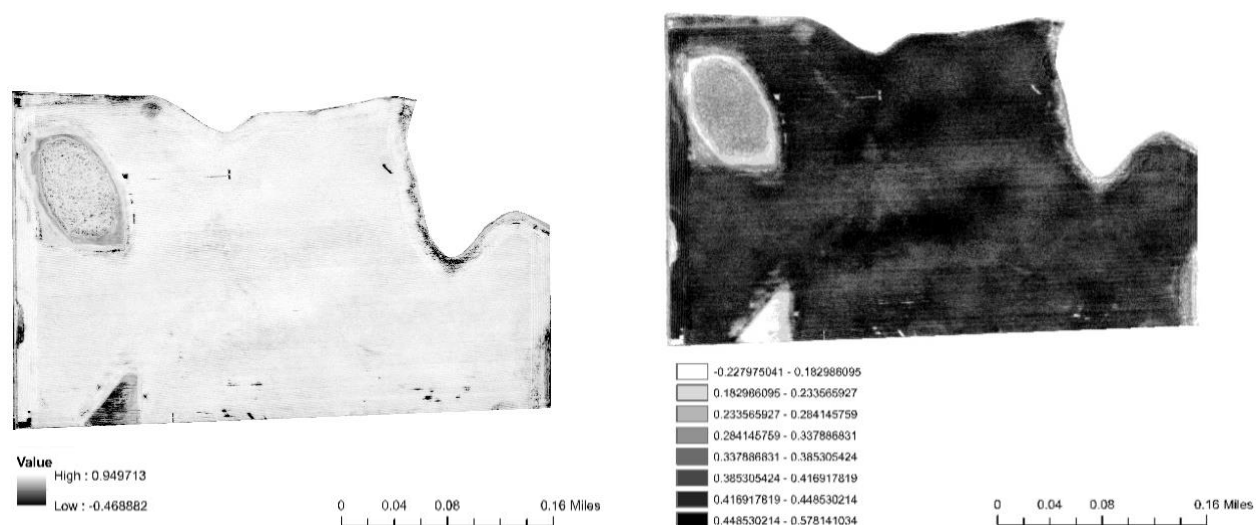 Value
High : 0.949713
Low : -0.468882
0 0.04 0.08 0.16 Miles
-0.227975041 - 0.182986095
0.182986095 - 0.233565927
0.233565927 - 0.284145759
0.284145759 - 0.337886831
0.337886831 - 0.385305424
0.385305424 - 0.416917819
0.416917819 - 0.448530214
0.448530214 - 0.578141034
0 0.04 0.08 0.16 Miles